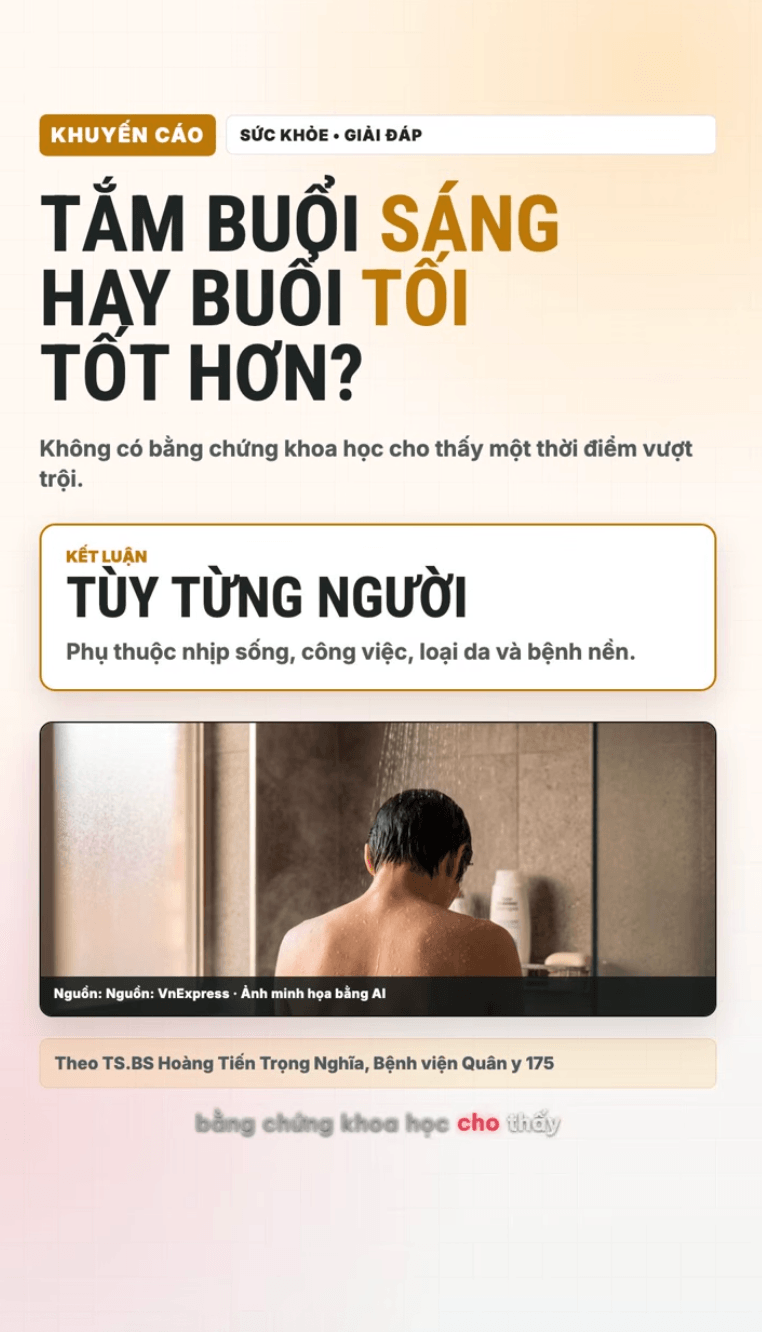 KHUYẾN CÁO
SỨC KHỎE • GIẢI ĐÁP
TẮM BUỔI SÁNG
HAY BUỔI TỐI
TỐT HƠN?
Không có bằng chứng khoa học cho thấy một thời điểm vượt
trội.
KẾT LUẬN
TÙY TỪNG NGƯỜI
Phụ thuộc nhịp sống, công việc, loại da và bệnh nền.
Nguồn: Nguồn: VnExpress · Ảnh minh họa bằng AI
Theo TS.BS Hoàng Tiến Trọng Nghĩa, Bệnh viện Quân y 175
bằng chứng khoa học cho thấy